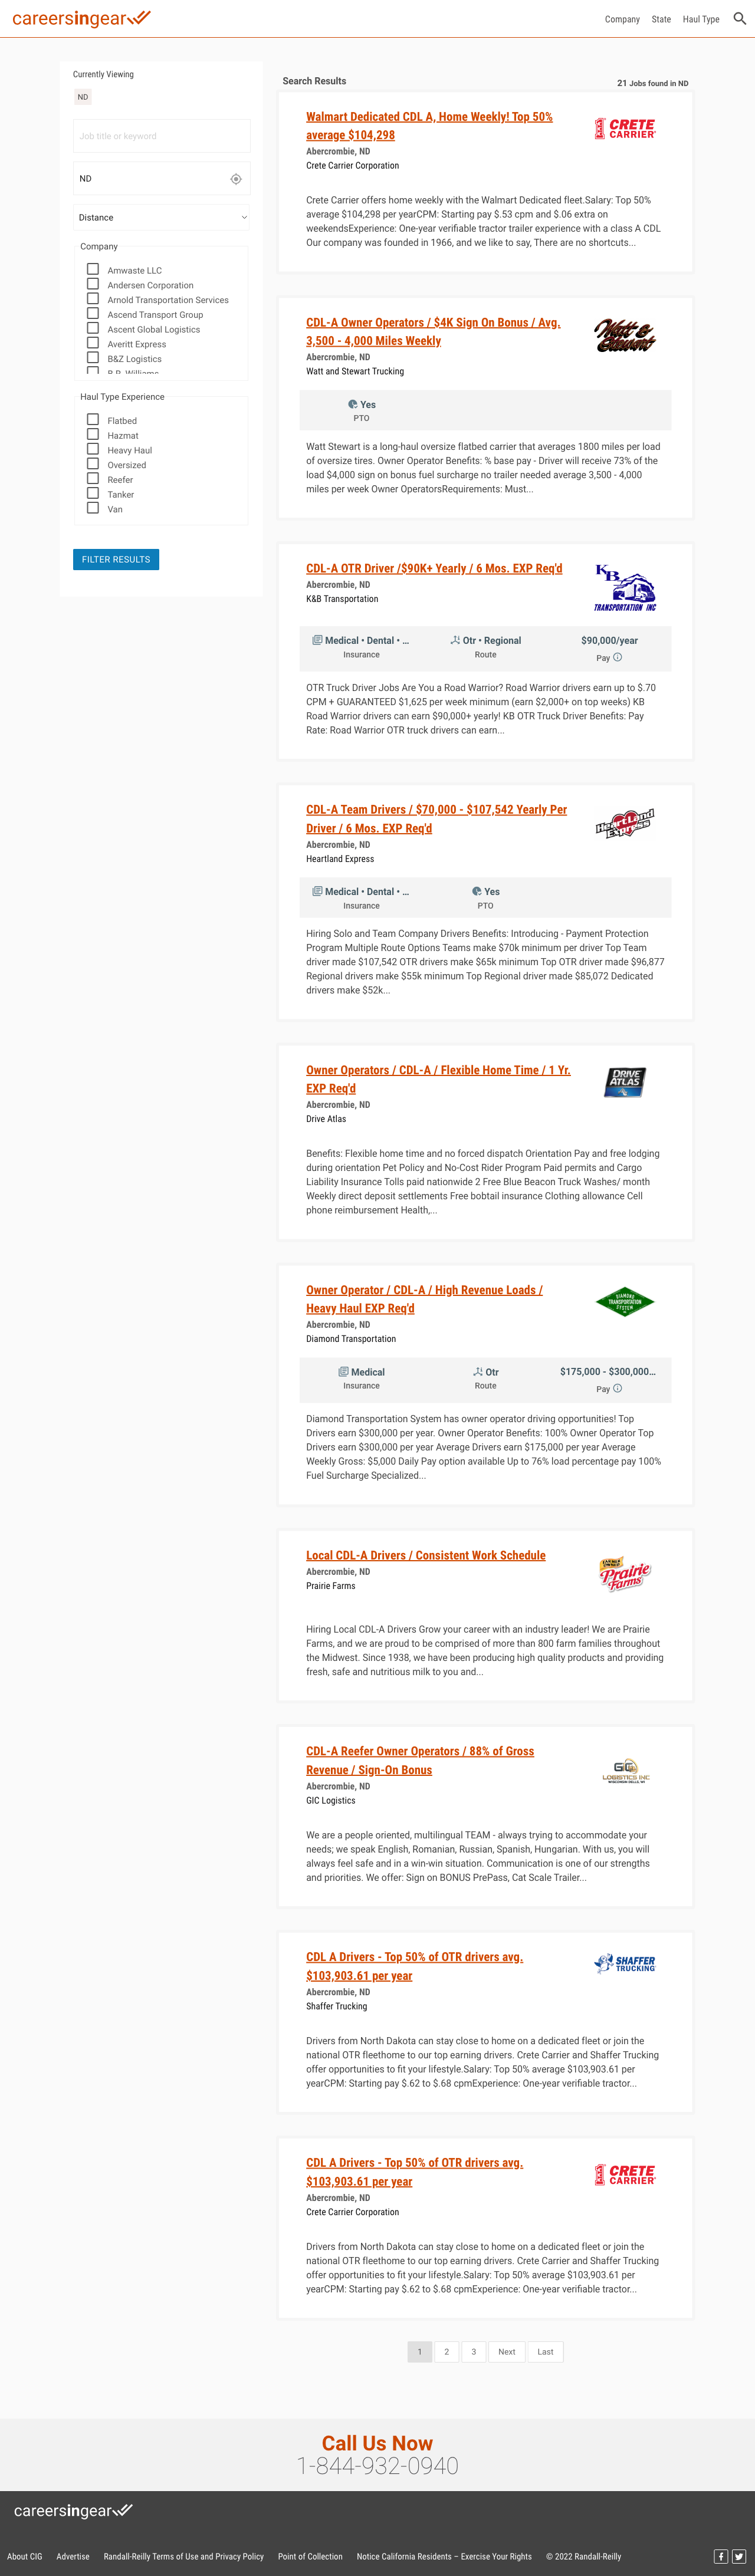 careersingear
Company State Haul Type
Currently Viewing
ND
Job title or keyword
ND
Distance
Company
Amwaste LLC
Andersen Corporation
Arnold Transportation Services
Ascend Transport Group
Ascent Global Logistics
Averitt Express
B&Z Logistics
B.R. Williams
Haul Type Experience
Flatbed
Hazmat
Heavy Haul
Oversized
Reefer
Tanker
Van
FILTER RESULTS
Search Results
21 Jobs found in ND
Walmart Dedicated CDL A, Home Weekly! Top 50%
average $104,298
Abercrombie, ND
Crete Carrier Corporation
CRETE
CARRIER
Crete Carrier offers home weekly with the Walmart Dedicated fleet.Salary: Top 50%
average $104,298 per yearCPM: Starting pay $.53 cpm and $.06 extra on
weekendsExperience: One-year verifiable tractor trailer experience with a class A CDL
Our company was founded in 1966, and we like to say, There are no shortcuts...
CDL-A Owner Operators / $4K Sign On Bonus / Avg.
3,500 - 4,000 Miles Weekly
Abercrombie, ND
Watt and Stewart Trucking
Watt &
Stewart
Yes
PTO
Watt Stewart is a long-haul oversize flatbed carrier that averages 1800 miles per load
of oversize tires. Owner Operator Benefits: % base pay - Driver will receive 73% of the
load $4,000 sign on bonus fuel surcharge no trailer needed average 3,500 - 4,000
miles per week Owner OperatorsRequirements: Must...
CDL-A OTR Driver /$90K+ Yearly / 6 Mos. EXP Req'd
Abercrombie, ND
K&B Transportation
KB
TRANSPORTATION INC
Medical • Dental • ...
Insurance
Otr • Regional
Route
$90,000/year
Pay
OTR Truck Driver Jobs Are You a Road Warrior? Road Warrior drivers earn up to $.70
CPM + GUARANTEED $1,625 per week minimum (earn $2,000+ on top weeks) KB
Road Warrior drivers can earn $90,000+ yearly! KB OTR Truck Driver Benefits: Pay
Rate: Road Warrior OTR truck drivers can earn...
CDL-A Team Drivers / $70,000 - $107,542 Yearly Per
Driver / 6 Mos. EXP Req'd
Abercrombie, ND
Heartland Express
HeartLand
Express
Medical • Dental • ...
Insurance
Yes
PTO
Hiring Solo and Team Company Drivers Benefits: Introducing - Payment Protection
Program Multiple Route Options Teams make $70k minimum per driver Top Team
driver made $107,542 OTR drivers make $65k minimum Top OTR driver made $96,877
Regional drivers make $55k minimum Top Regional driver made $85,072 Dedicated
drivers make $52k...
Owner Operators / CDL-A / Flexible Home Time / 1 Yr.
EXP Req'd
Abercrombie, ND
Drive Atlas
DRIVE
ATLAS
Benefits: Flexible home time and no forced dispatch Orientation Pay and free lodging
during orientation Pet Policy and No-Cost Rider Program Paid permits and Cargo
Liability Insurance Tolls paid nationwide 2 Free Blue Beacon Truck Washes/ month
Weekly direct deposit settlements Free bobtail insurance Clothing allowance Cell
phone reimbursement Health,...
Owner Operator / CDL-A / High Revenue Loads /
Heavy Haul EXP Req'd
Abercrombie, ND
Diamond Transportation
DIAMOND
TRANSPORTATION
SYSTEM
Medical
Insurance
Otr
Route
$175,000 - $300,000...
Pay
Diamond Transportation System has owner operator driving opportunities! Top
Drivers earn $300,000 per year. Owner Operator Benefits: 100% Owner Operator Top
Drivers earn $300,000 per year Average Drivers earn $175,000 per year Average
Weekly Gross: $5,000 Daily Pay option available Up to 76% load percentage pay 100%
Fuel Surcharge Specialized...
Local CDL-A Drivers / Consistent Work Schedule
Abercrombie, ND
Prairie Farms
Prairie
Farms
Hiring Local CDL-A Drivers Grow your career with an industry leader! We are Prairie
Farms, and we are proud to be comprised of more than 800 farm families throughout
the Midwest. Since 1938, we have been producing high quality products and providing
fresh, safe and nutritious milk to you and...
CDL-A Reefer Owner Operators / 88% of Gross
Revenue / Sign-On Bonus
Abercrombie, ND
GIC Logistics
GIC
LOGISTICS INC
WISCONSIN DELLS, WI
We are a people oriented, multilingual TEAM - always trying to accommodate your
needs; we speak English, Romanian, Russian, Spanish, Hungarian. With us, you will
always feel safe and in a win-win situation. Communication is one of our strengths
and priorities. We offer: Sign on BONUS PrePass, Cat Scale Trailer...
CDL A Drivers - Top 50% of OTR drivers avg.
$103,903.61 per year
Abercrombie, ND
Shaffer Trucking
SHAFFER
TRUCKING
Drivers from North Dakota can stay close to home on a dedicated fleet or join the
national OTR fleethome to our top earning drivers. Crete Carrier and Shaffer Trucking
offer opportunities to fit your lifestyle.Salary: Top 50% average $103,903.61 per
yearCPM: Starting pay $.62 to $.68 cpmExperience: One-year verifiable tractor...
CDL A Drivers - Top 50% of OTR drivers avg.
$103,903.61 per year
Abercrombie, ND
Crete Carrier Corporation
CRETE
CARRIER
Drivers from North Dakota can stay close to home on a dedicated fleet or join the
national OTR fleethome to our top earning drivers. Crete Carrier and Shaffer Trucking
offer opportunities to fit your lifestyle.Salary: Top 50% average $103,903.61 per
yearCPM: Starting pay $.62 to $.68 cpmExperience: One-year verifiable tractor...
1 2 3 Next Last
Call Us Now
1-844-932-0940
careersingear
About CIG Advertise Randall-Reilly Terms of Use and Privacy Policy Point of Collection Notice California Residents – Exercise Your Rights © 2022 Randall-Reilly